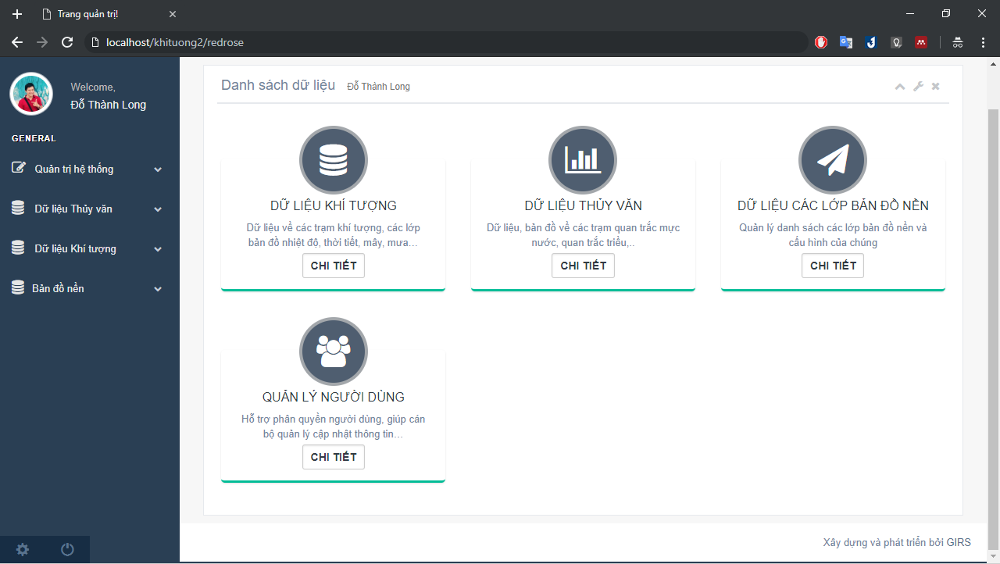 Trang quản trị!
localhost/khituong2/redrose
Welcome,
Đỗ Thành Long
GENERAL
Quản trị hệ thống
Dữ liệu Thủy văn
Dữ liệu Khí tượng
Bản đồ nền
Danh sách dữ liệu Đỗ Thành Long
DỮ LIỆU KHÍ TƯỢNG
Dữ liệu về các trạm khí tượng, các lớp
bản đồ nhiệt độ, thời tiết, mây, mưa...
CHI TIẾT
DỮ LIỆU THỦY VĂN
Dữ liệu, bản đồ về các trạm quan trắc mực
nước, quan trắc triều,..
CHI TIẾT
DỮ LIỆU CÁC LỚP BẢN ĐỒ NỀN
Quản lý danh sách các lớp bản đồ nền và
cấu hình của chúng
CHI TIẾT
QUẢN LÝ NGƯỜI DÙNG
Hỗ trợ phân quyền người dùng, giúp cán
bộ quản lý cập nhật thông tin...
CHI TIẾT
Xây dựng và phát triển bởi GIRS